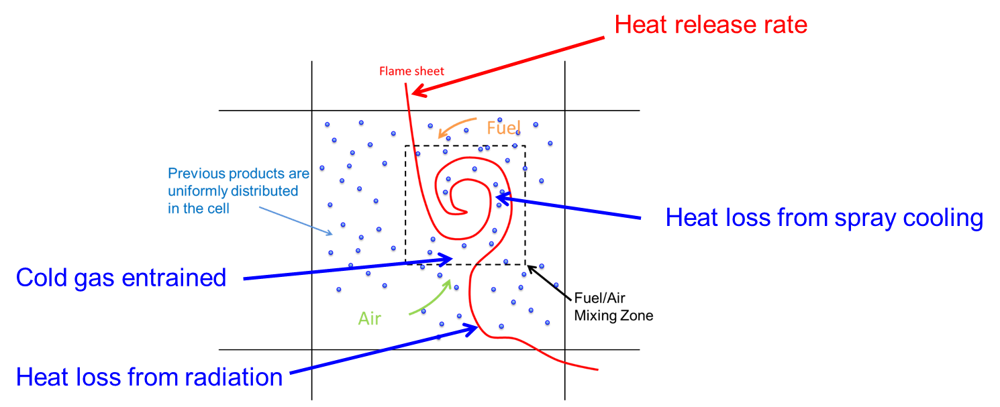 Heat release rate
Flame sheet
Fuel
Previous products are
uniformly distributed
in the cell
Heat loss from spray cooling
Cold gas entrained
Fuel/Air
Mixing Zone
Air
Heat loss from radiation